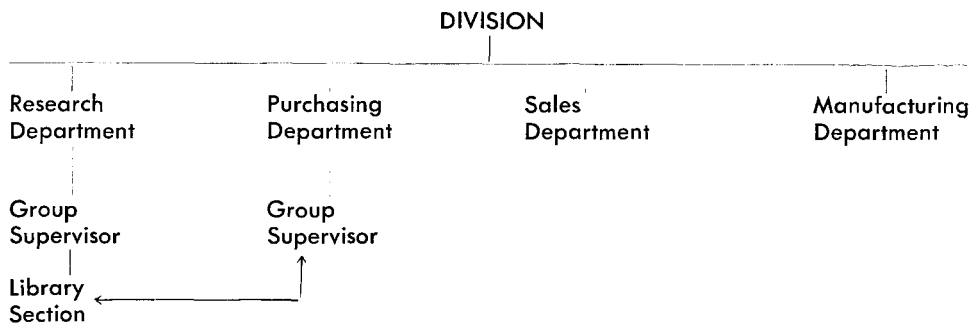 DIVISION
Research
Department
Purchasing
Department
Sales
Department
Manufacturing
Department
Group
Supervisor
Group
Supervisor
Library
Section